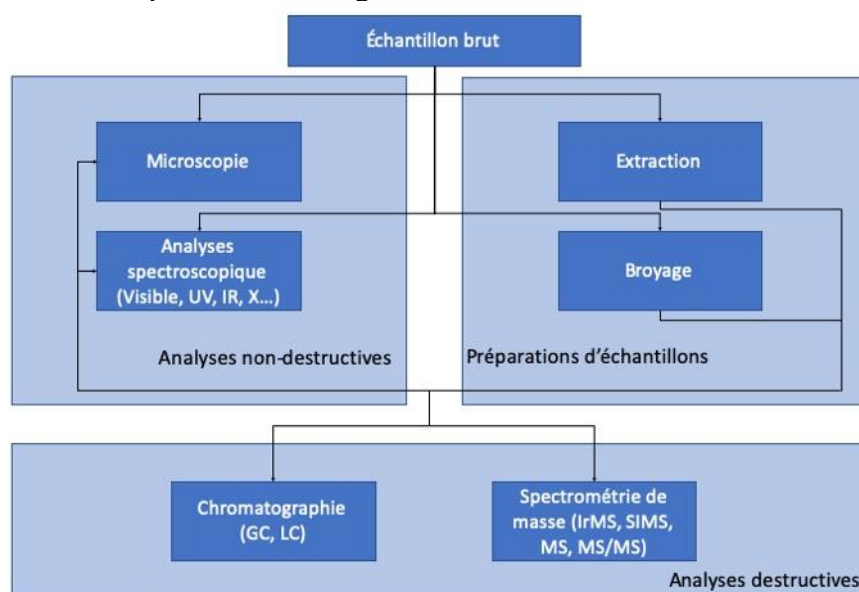 Échantillon brut
Microscopie
Extraction
Analyses
spectroscopique
(Visible, UV, IR, X...)
Broyage
Analyses non-destructives
Préparations d'échantillons
Chromatographie
(GC, LC)
Spectrométrie de
masse (IrMS, SIMS,
MS, MS/MS)
Analyses destructives